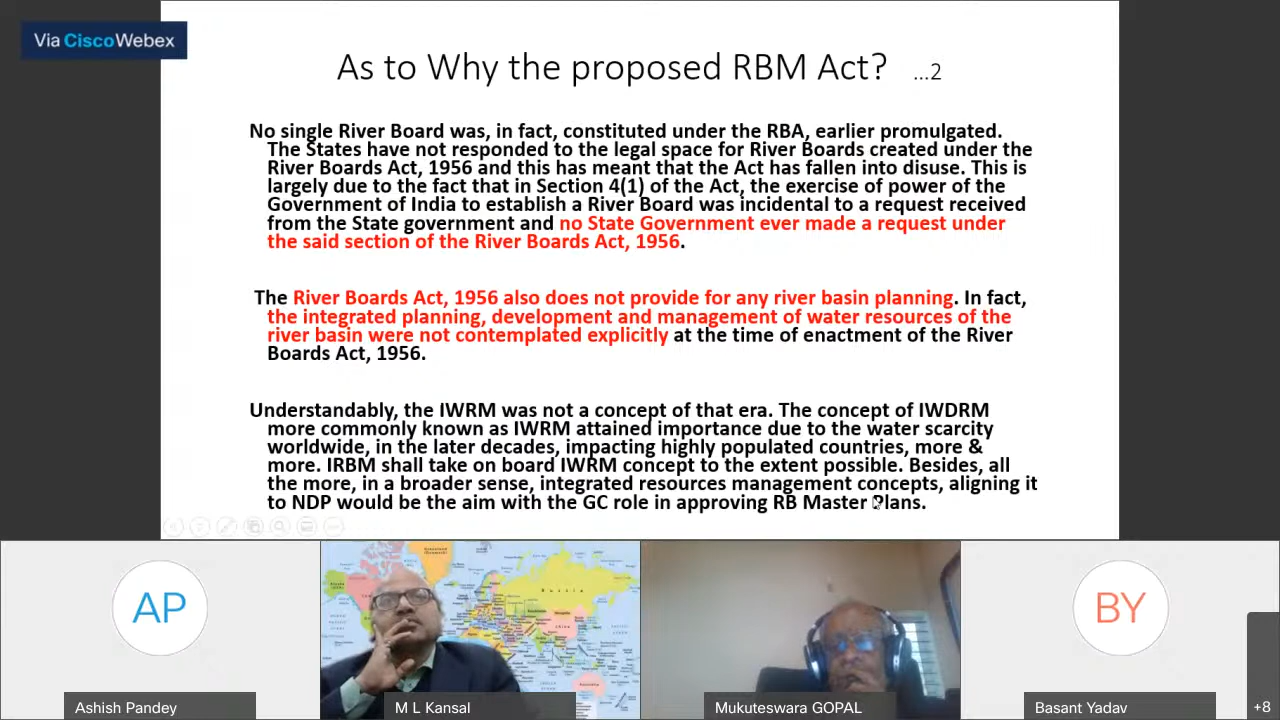 Via Cisco Webex
As to Why the proposed RBM Act? ...2
No single River Board was, in fact, constituted under the RBA, earlier promulgated.
The States have not responded to the legal space for River Boards created under the
River Boards Act, 1956 and this has meant that the Act has fallen into disuse. This is
largely due to the fact that in Section 4(1) of the Act, the exercise of power of the
Government of India to establish a River Board was incidental to a request received
from the State government and no State Government ever made a request under
the said section of the River Boards Act, 1956.
The River Boards Act, 1956 also does not provide for any river basin planning. In fact,
the integrated planning, development and management of water resources of the
river basin were not contemplated explicitly at the time of enactment of the River
Boards Act, 1956.
Understandably, the IWRM was not a concept of that era. The concept of IWDRM
more commonly known as IWRM attained importance due to the water scarcity
worldwide, in the later decades, impacting highly populated countries, more &
more. IRBM shall take on board IWRM concept to the extent possible. Besides, all
the more, in a broader sense, integrated resources management concepts, aligning it
to NDP would be the aim with the GC role in approving RB Master Plans.
AP
BY
Russia
Ashish Pandey
M L Kansal
Mukuteswara GOPAL
Basant Yadav
+8